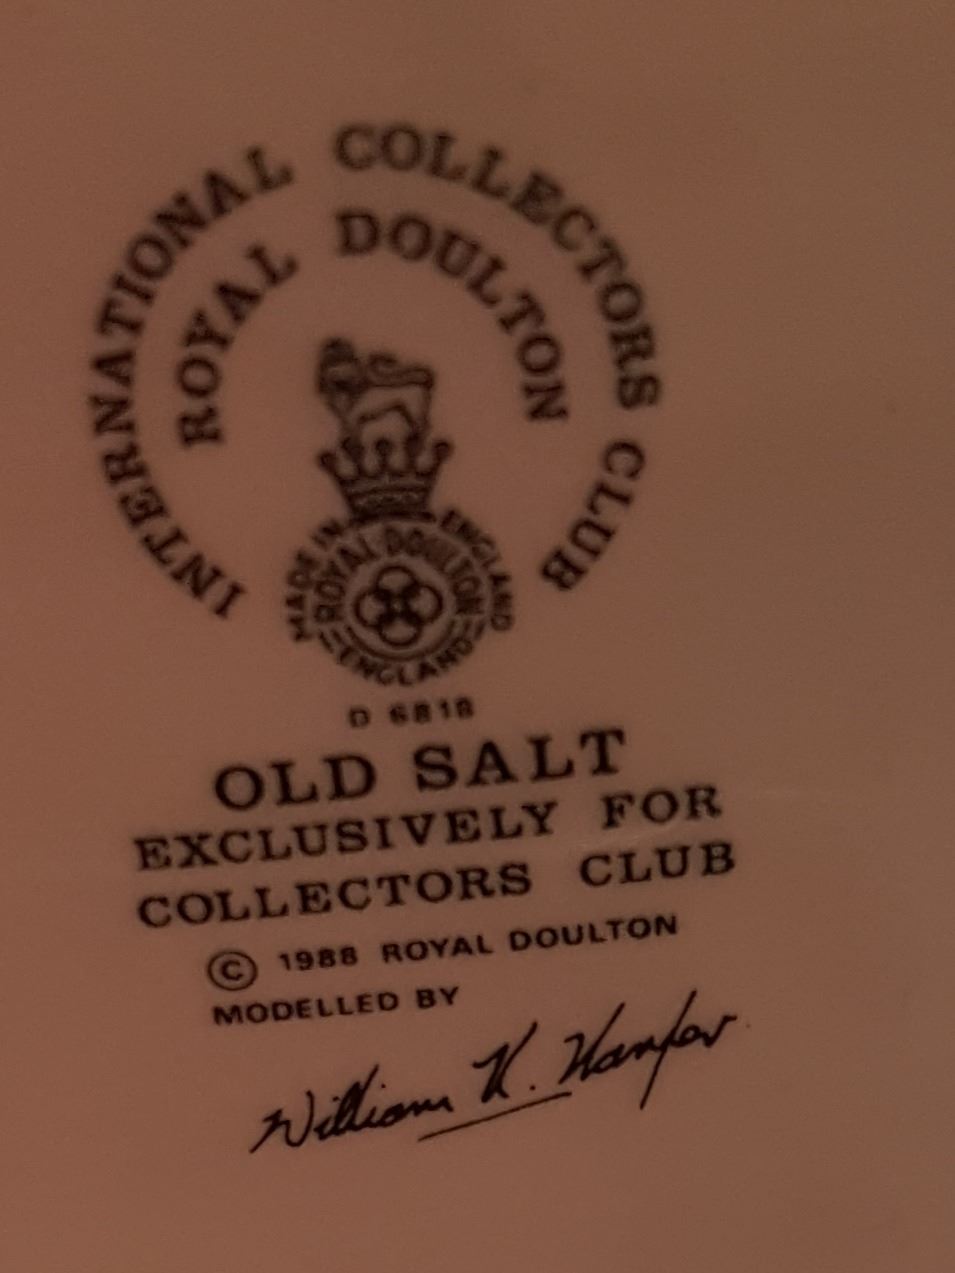 INTERNATIONAL COLLECTORS CLUB
ROYAL DOULTON
MADE IN ENGLAND
ROYAL DOULTON
ENGLAND
D 6818
OLD SALT
EXCLUSIVELY FOR
COLLECTORS CLUB
© 1988 ROYAL DOULTON
MODELLED BY
William K. Harper